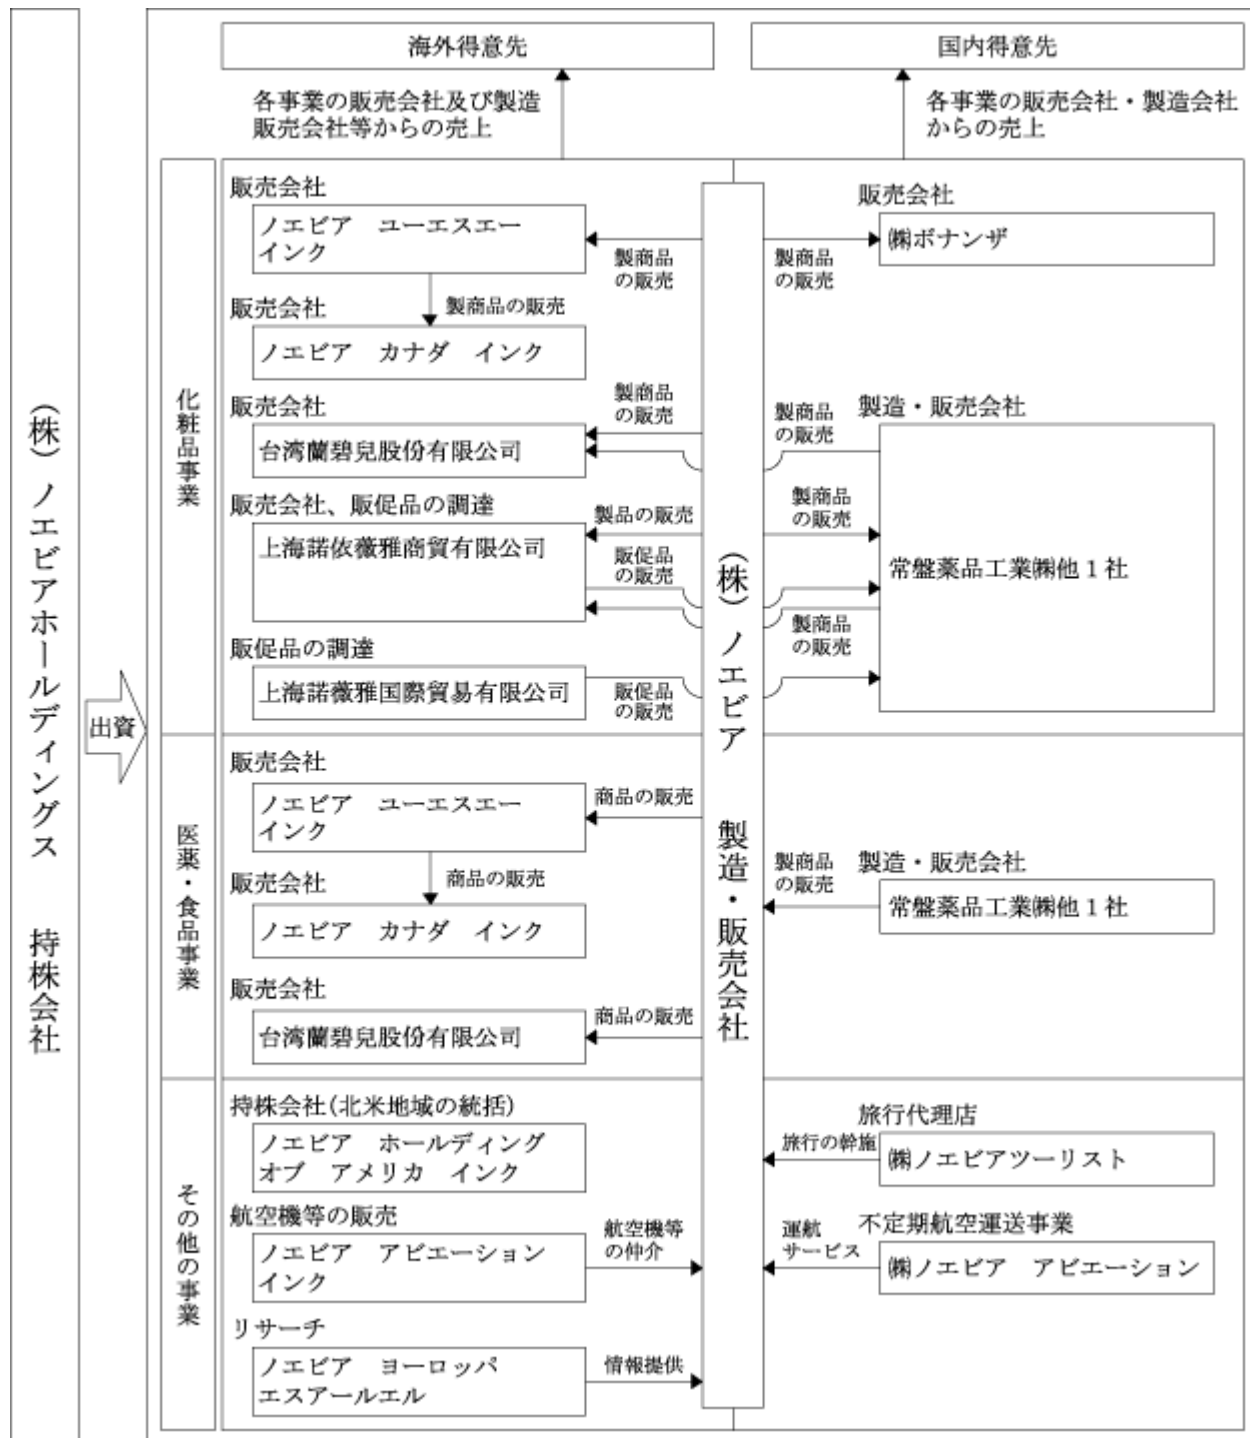 海外得意先
国内得意先
各事業の販売会社及び製造
販売会社等からの売上
各事業の販売会社・製造会社
からの売上
(株)ノエビアホールディングス 持株会社
出資
化粧品事業
販売会社
ノエビア ユーエスエー
インク
製商品
の販売
製商品の販売
販売会社
ノエビア カナダ インク
販売会社
台湾蘭碧兒股份有限公司
製商品
の販売
販売会社、販促品の調達
上海諾依薇雅商貿有限公司
製品の販売
販促品
の販売
販促品の調達
上海諾薇雅国際貿易有限公司
販促品
の販売
(株)ノエビア 製造・販売会社
販売会社
㈱ボナンザ
製商品
の販売
製造・販売会社
常盤薬品工業㈱他1社
製商品
の販売
製商品
の販売
製商品
の販売
医薬・食品事業
販売会社
ノエビア ユーエスエー
インク
商品の販売
商品の販売
販売会社
ノエビア カナダ インク
販売会社
台湾蘭碧兒股份有限公司
商品の販売
製造・販売会社
常盤薬品工業㈱他1社
製商品
の販売
その他の事業
持株会社(北米地域の統括)
ノエビア ホールディング
オブ アメリカ インク
航空機等の販売
ノエビア アビエーション
インク
航空機等
の仲介
リサーチ
ノエビア ヨーロッパ
エスアールエル
情報提供
旅行代理店
㈱ノエビアツーリスト
旅行の幹施
不定期航空運送事業
㈱ノエビア アビエーション
運航
サービス